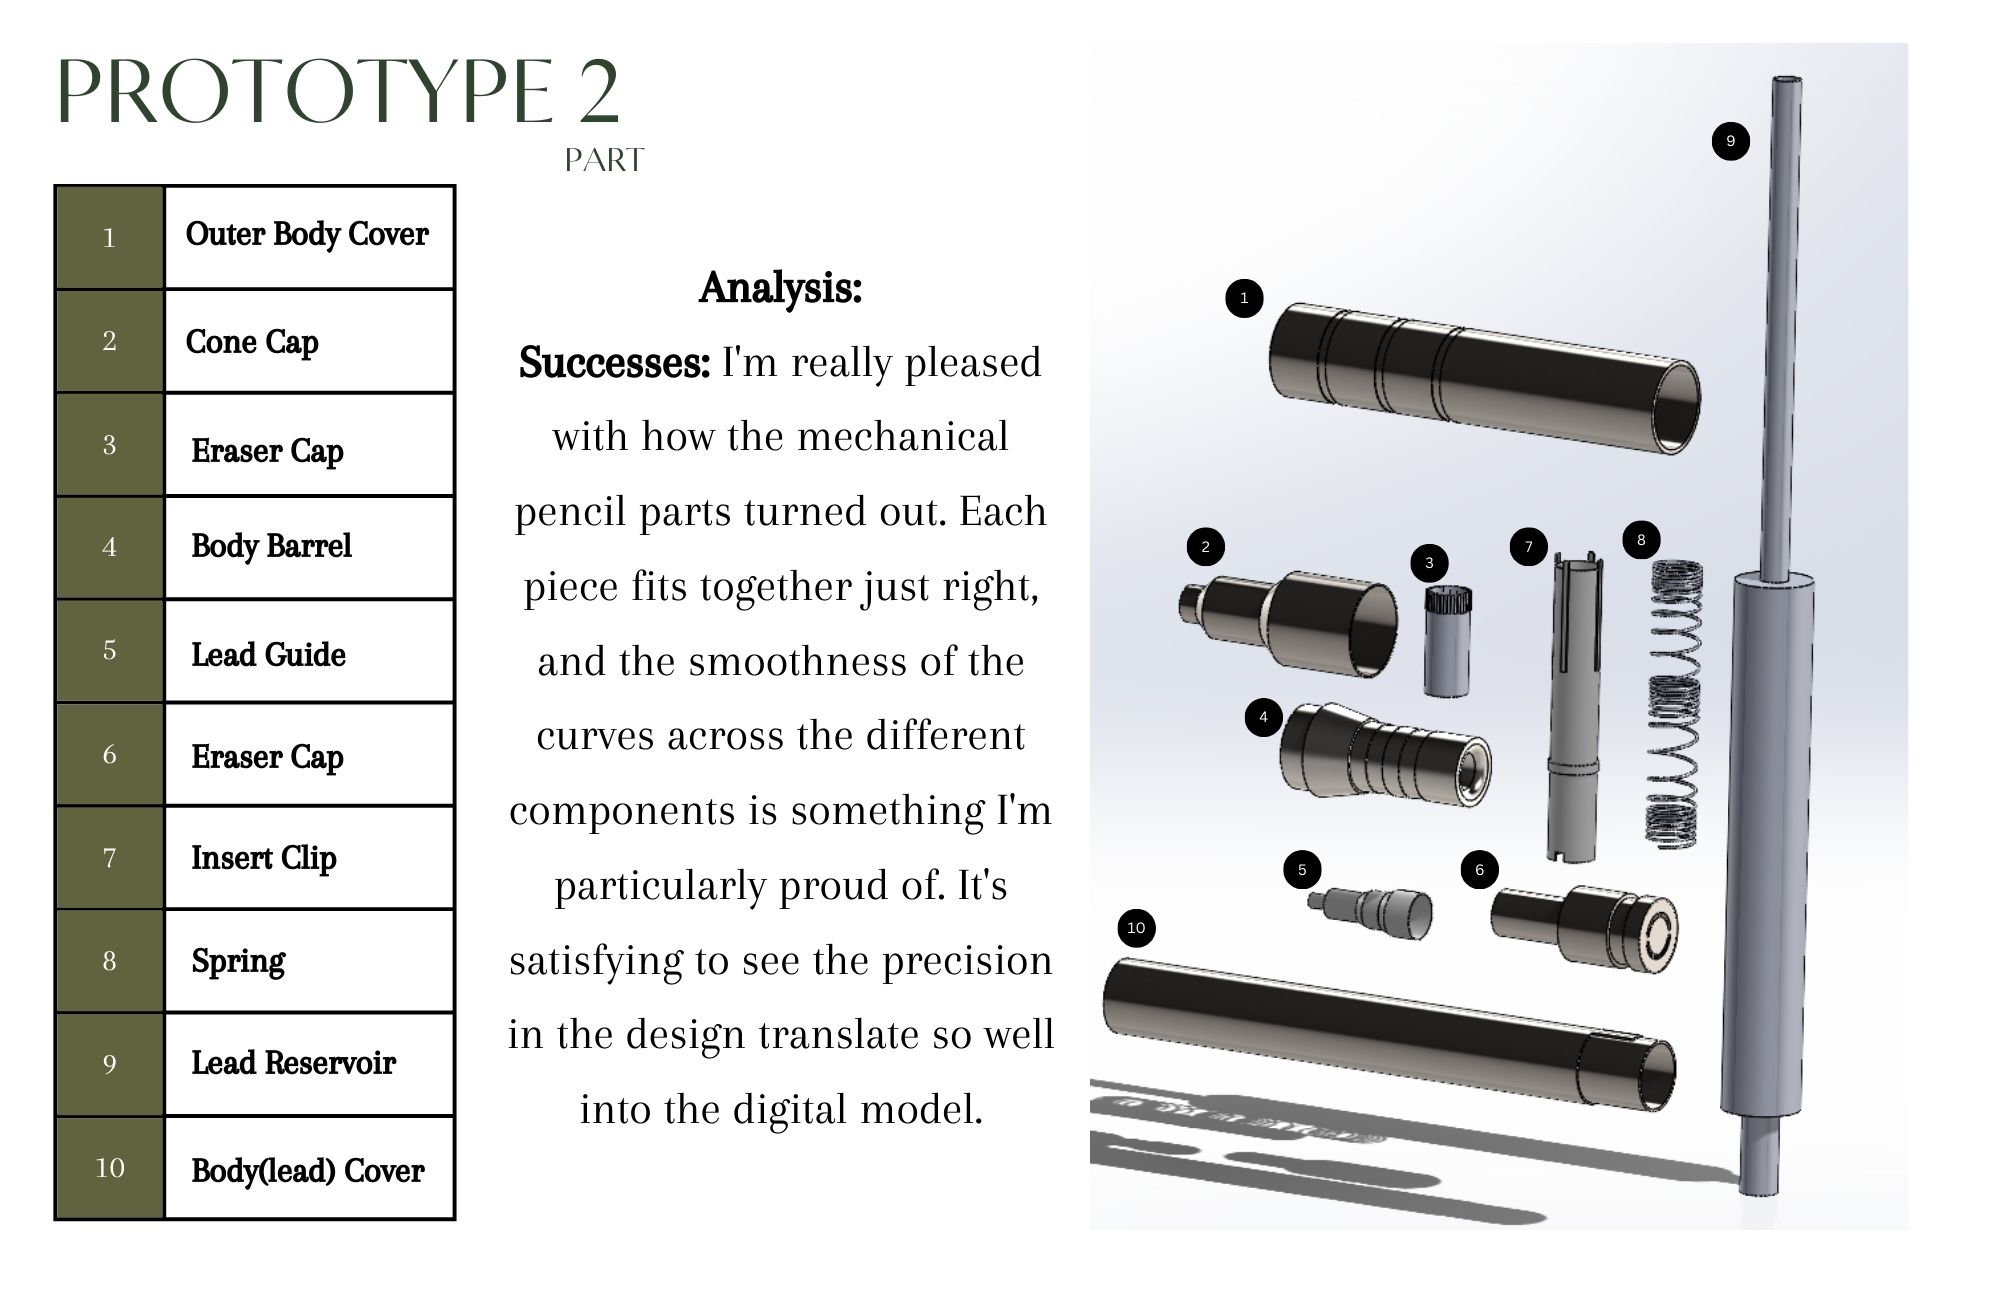 PROTOTYPE 2
PART
1 Outer Body Cover
2 Cone Cap
3 Eraser Cap
4 Body Barrel
5 Lead Guide
6 Eraser Cap
7 Insert Clip
8 Spring
9 Lead Reservoir
10 Body(lead) Cover
Analysis:
Successes: I'm really pleased
with how the mechanical
pencil parts turned out. Each
piece fits together just right,
and the smoothness of the
curves across the different
components is something I'm
particularly proud of. It's
satisfying to see the precision
in the design translate so well
into the digital model.
9
1
2
3
7
8
4
5
6
10